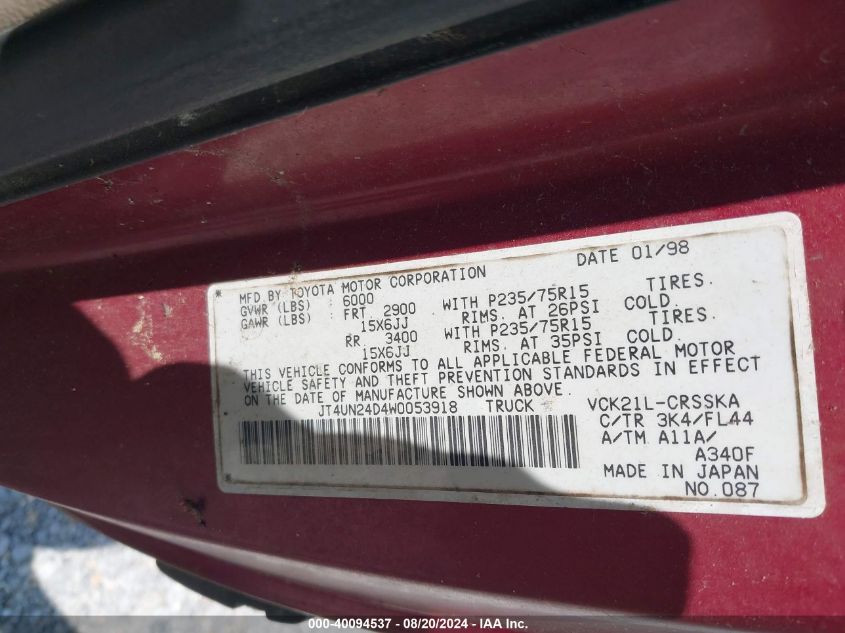 DATE 01/98
MFD BY TOYOTA MOTOR CORPORATION
GVWR (LBS) : 6000
GAWR (LBS) : FRT. 2900 WITH P235/75R15 TIRES.
15X6JJ RIMS. AT 26PSI COLD.
RR. 3400 WITH P235/75R15 TIRES.
15X6JJ RIMS. AT 35PSI COLD.
THIS VEHICLE CONFORMS TO ALL APPLICABLE FEDERAL MOTOR
VEHICLE SAFETY AND THEFT PREVENTION STANDARDS IN EFFECT
ON THE DATE OF MANUFACTURE SHOWN ABOVE.
JT4UN24D4W0053918 TRUCK VCK21L-CRSSKA
C/TR 3K4/FL44
A/TM A11A/
A340F
MADE IN JAPAN
NO.087
000-40094537 - 08/20/2024 - IAA Inc.